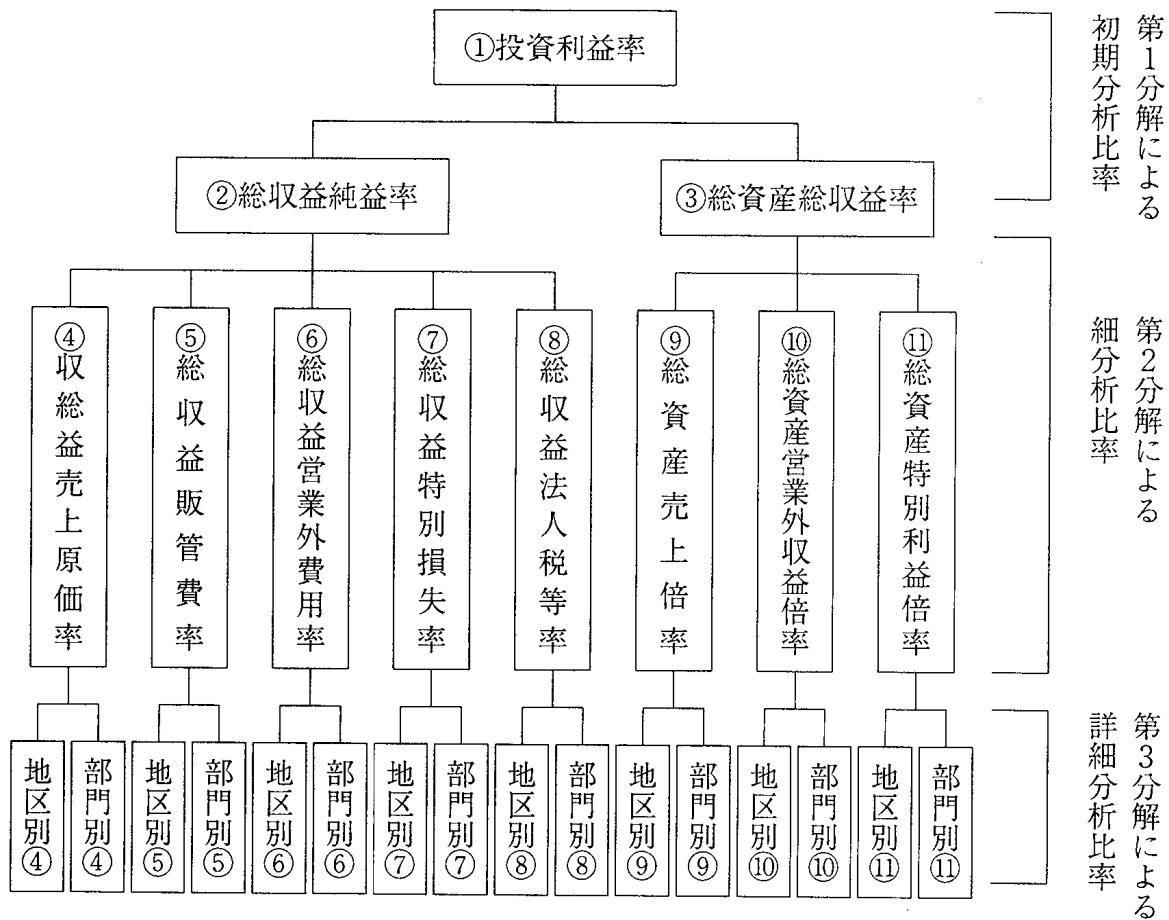 ①投資利益率
②総収益純益率
③総資産総収益率
④収総益売上原価率
⑤総収益販管費率
⑥総収益営業外費用率
⑦総収益特別損失率
⑧総収益法人税等率
⑨総資産売上倍率
⑩総資産営業外収益倍率
⑪総資産特別利益倍率
地区別④
部門別④
地区別⑤
部門別⑤
地区別⑥
部門別⑥
地区別⑦
部門別⑦
地区別⑧
部門別⑧
地区別⑨
部門別⑨
地区別⑩
部門別⑩
地区別⑪
部門別⑪
第1分解による
初期分析比率
第2分解による
細分析比率
第3分解による
詳細分析比率